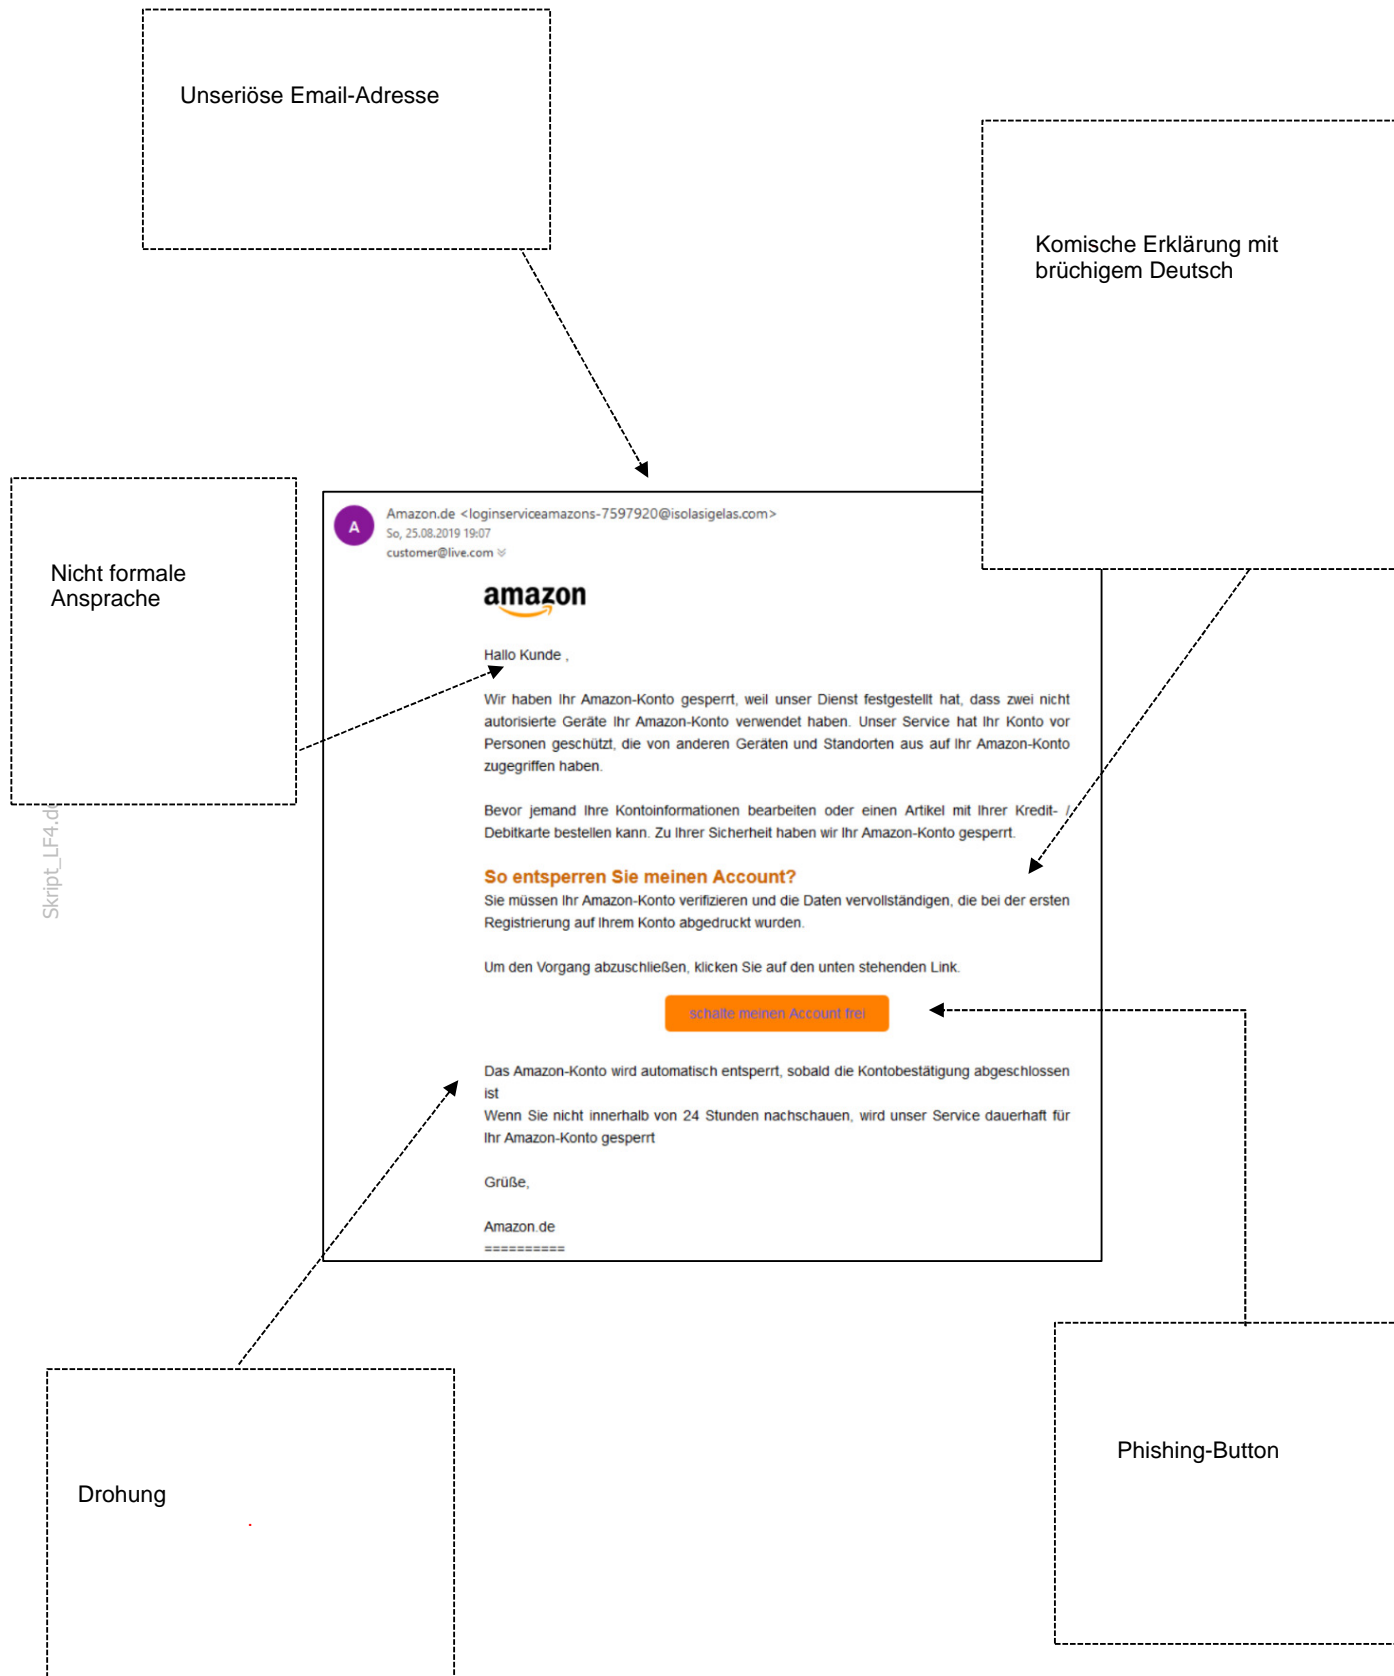 Unseriöse Email-Adresse
Komische Erklärung mit
brüchigem Deutsch
Nicht formale
Ansprache
A
Amazon.de <loginserviceamazons-7597920@isolasigelas.com>
So, 25.08.2019 19:07
customer@live.com
amazon
Hallo Kunde ,
Wir haben Ihr Amazon-Konto gesperrt, weil unser Dienst festgestellt hat, dass zwei nicht
autorisierte Geräte Ihr Amazon-Konto verwendet haben. Unser Service hat Ihr Konto vor
Personen geschützt, die von anderen Geräten und Standorten aus auf Ihr Amazon-Konto
zugegriffen haben.
Bevor jemand Ihre Kontoinformationen bearbeiten oder einen Artikel mit Ihrer Kredit- /
Debitkarte bestellen kann. Zu Ihrer Sicherheit haben wir Ihr Amazon-Konto gesperrt.
So entsperren Sie meinen Account?
Sie müssen Ihr Amazon-Konto verifizieren und die Daten vervollständigen, die bei der ersten
Registrierung auf Ihrem Konto abgedruckt wurden.
Um den Vorgang abzuschließen, klicken Sie auf den unten stehenden Link.
schalte meinen Account frei
Das Amazon-Konto wird automatisch entsperrt, sobald die Kontobestätigung abgeschlossen
ist
Wenn Sie nicht innerhalb von 24 Stunden nachschauen, wird unser Service dauerhaft für
Ihr Amazon-Konto gesperrt
Grüße,
Amazon.de
==========
Skript_LF4.d
Drohung
Phishing-Button